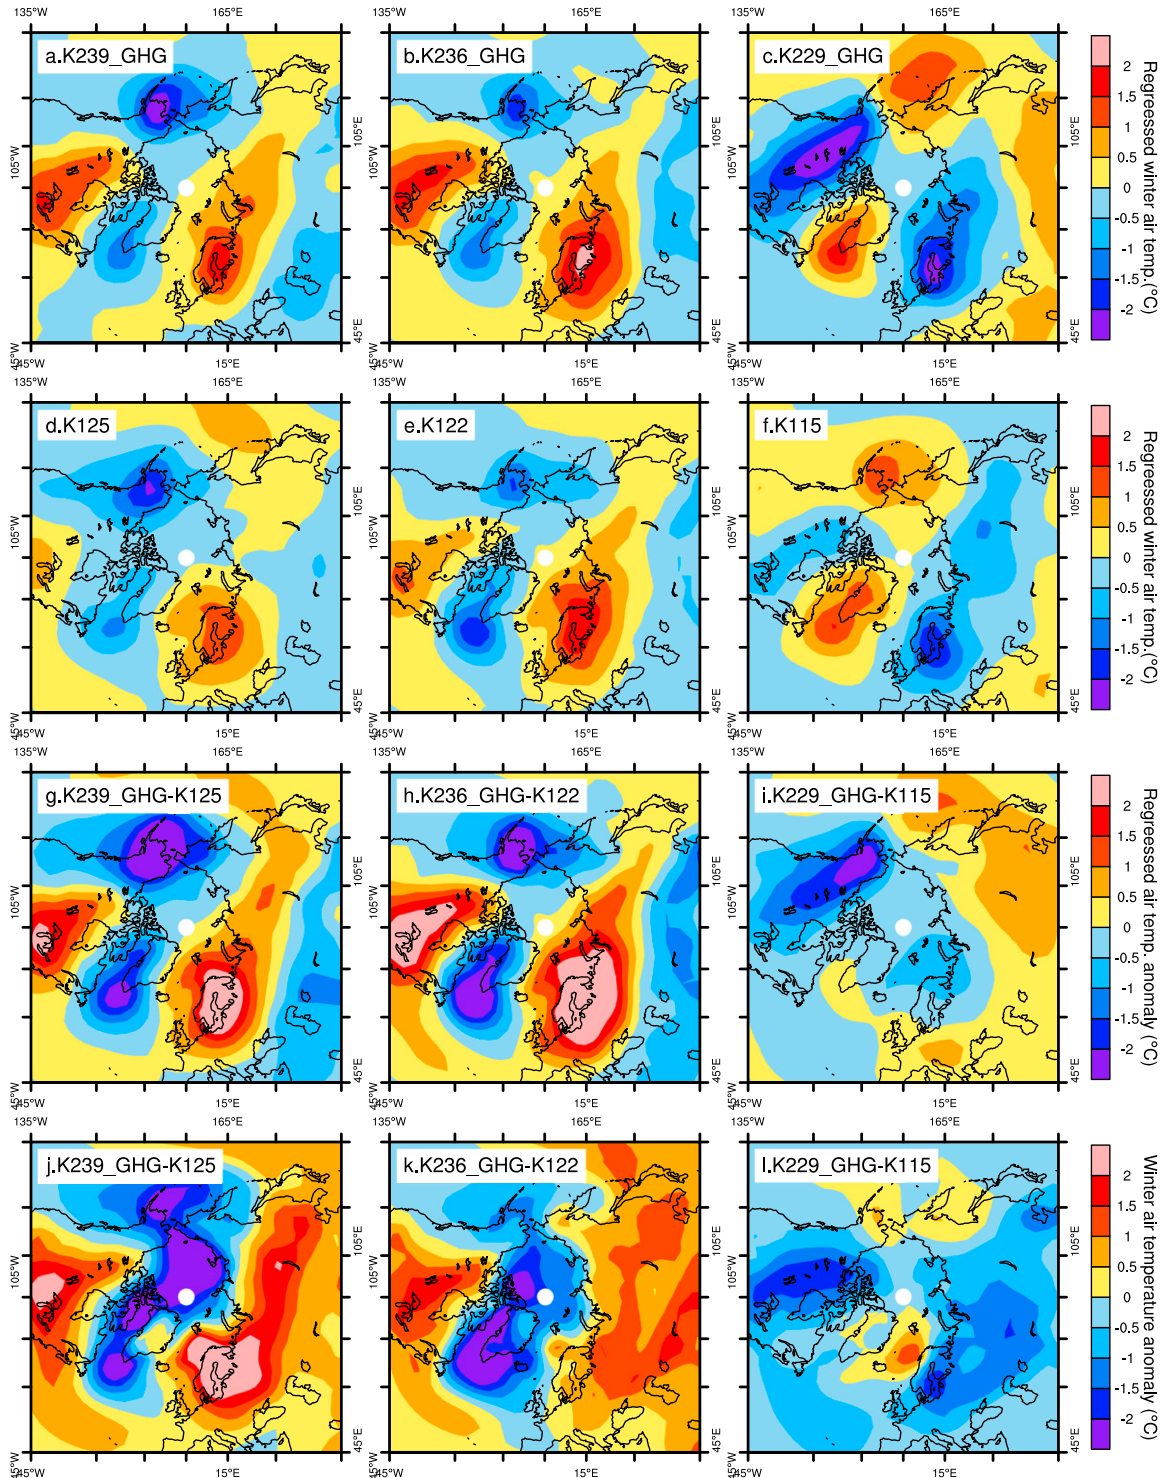 135°W 165°E 135°W 165°E 135°W 165°E
a.K239_GHG b.K236_GHG c.K229_GHG
105°W 105°E 105°W 105°E 105°W 105°E
45°W 15°E 45°E 45°W 15°E 45°E 45°W 15°E 45°E
2
1.5
1
0.5
0
-0.5
-1
-1.5
-2
Regressed winter air temp.(°C)
135°W 165°E 135°W 165°E 135°W 165°E
d.K125 e.K122 f.K115
105°W 105°E 105°W 105°E 105°W 105°E
45°W 15°E 45°E 45°W 15°E 45°E 45°W 15°E 45°E
2
1.5
1
0.5
0
-0.5
-1
-1.5
-2
Regressed winter air temp.(°C)
135°W 165°E 135°W 165°E 135°W 165°E
g.K239_GHG-K125 h.K236_GHG-K122 i.K229_GHG-K115
105°W 105°E 105°W 105°E 105°W 105°E
45°W 15°E 45°E 45°W 15°E 45°E 45°W 15°E 45°E
2
1.5
1
0.5
0
-0.5
-1
-1.5
-2
Regressed air temp. anomaly (°C)
135°W 165°E 135°W 165°E 135°W 165°E
j.K239_GHG-K125 k.K236_GHG-K122 l.K229_GHG-K115
105°W 105°E 105°W 105°E 105°W 105°E
45°W 15°E 45°E 45°W 15°E 45°E 45°W 15°E 45°E
2
1.5
1
0.5
0
-0.5
-1
-1.5
-2
Winter air temperature anomaly (°C)